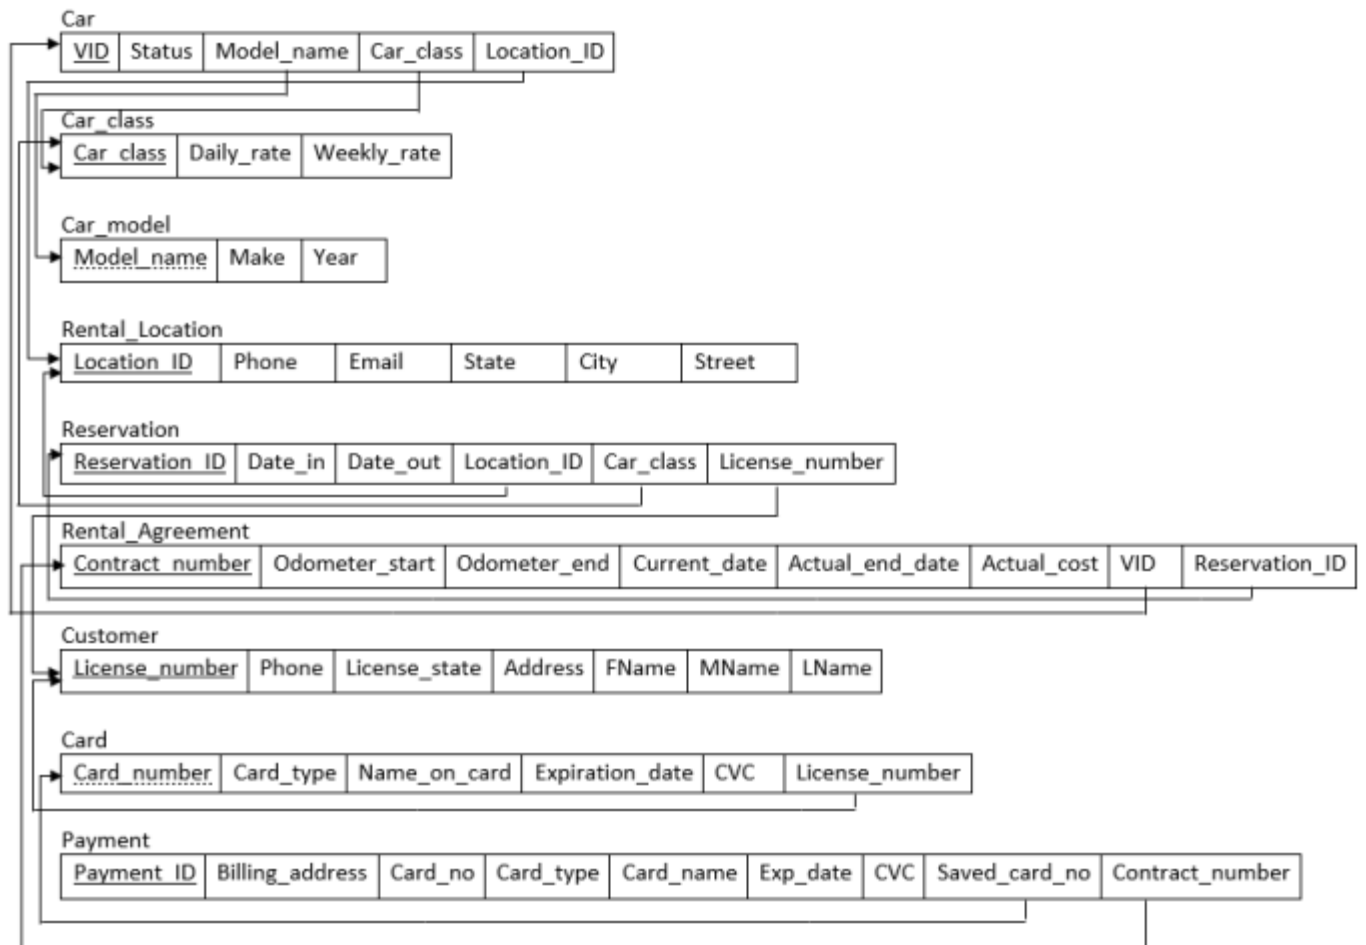 Car
VID Status Model_name Car_class Location_ID
Car_class
Car_class Daily_rate Weekly_rate
Car_model
Model_name Make Year
Rental_Location
Location_ID Phone Email State City Street
Reservation
Reservation_ID Date_in Date_out Location_ID Car_class License_number
Rental_Agreement
Contract_number Odometer_start Odometer_end Current_date Actual_end_date Actual_cost VID Reservation_ID
Customer
License_number Phone License_state Address FName MName LName
Card
Card_number Card_type Name_on_card Expiration_date CVC License_number
Payment
Payment_ID Billing_address Card_no Card_type Card_name Exp_date CVC Saved_card_no Contract_number